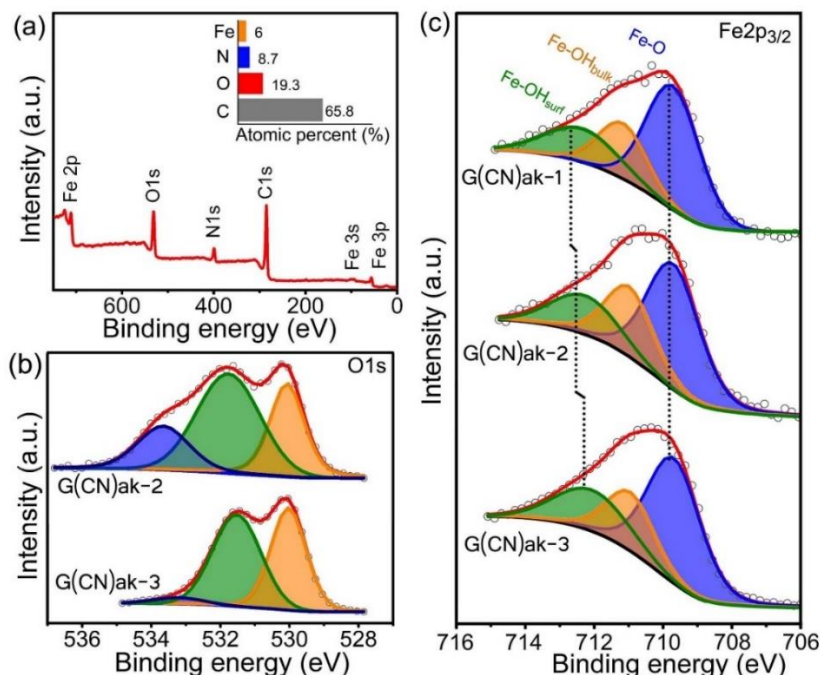 (a)
Fe 6
N 8.7
O 19.3
C 65.8
Atomic percent (%)
Fe 2p
O1s
N1s
C1s
Fe 3s
Fe 3p
Intensity (a.u.)
600 400 200 0
Binding energy (eV)
(b)
O1s
G(CN)ak-2
G(CN)ak-3
Intensity (a.u.)
536 534 532 530 528
Binding energy (eV)
(c)
Fe2p3/2
Fe-OHsurf
Fe-OHbulk
Fe-O
G(CN)ak-1
G(CN)ak-2
G(CN)ak-3
Intensity (a.u.)
Intensity (a.u.)
716 714 712 710 708 706
Binding energy (eV)